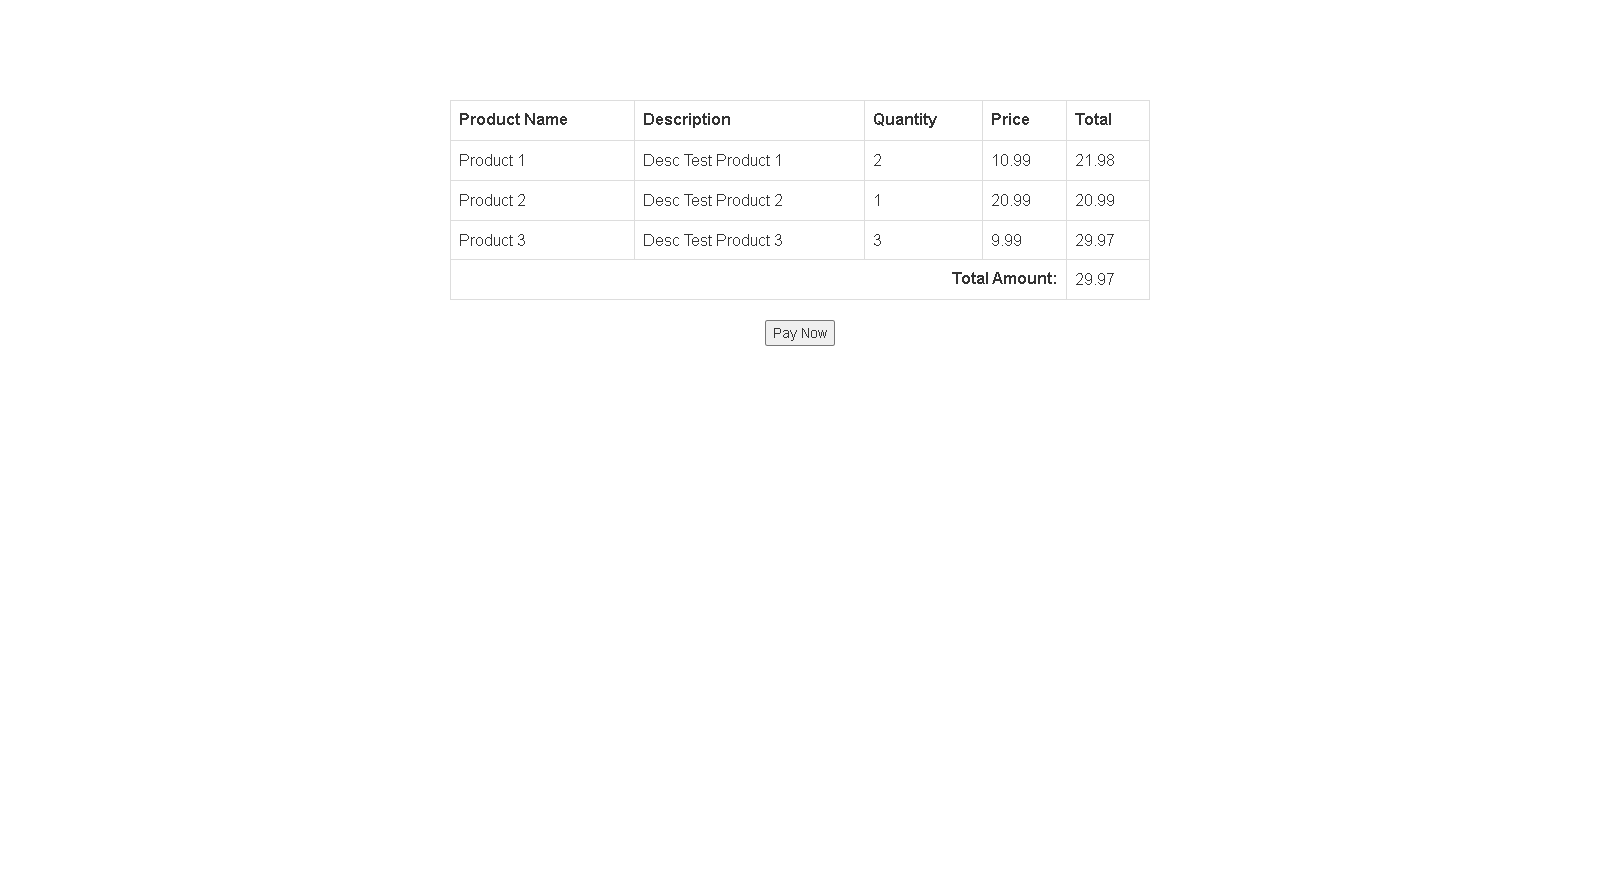 Product Name Description Quantity Price Total
Product 1 Desc Test Product 1 2 10.99 21.98
Product 2 Desc Test Product 2 1 20.99 20.99
Product 3 Desc Test Product 3 3 9.99 29.97
Total Amount: 29.97
Pay Now